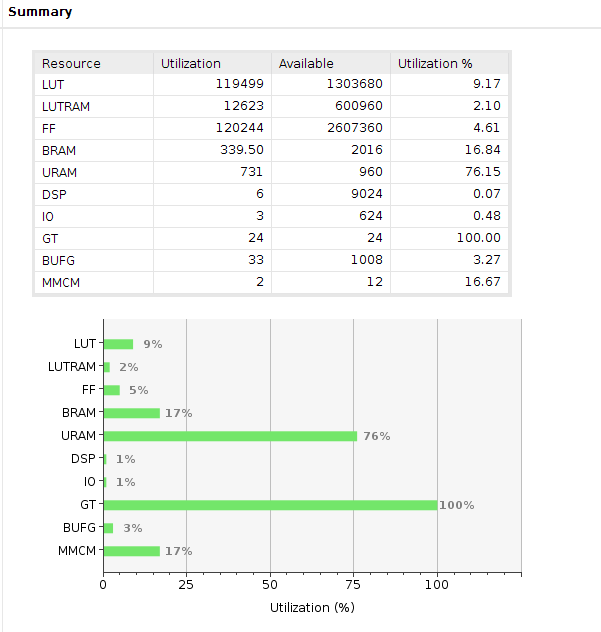 Summary
Resource Utilization Available Utilization %
LUT 119499 1303680 9.17
LUTRAM 12623 600960 2.10
FF 120244 2607360 4.61
BRAM 339.50 2016 16.84
URAM 731 960 76.15
DSP 6 9024 0.07
IO 3 624 0.48
GT 24 24 100.00
BUFG 33 1008 3.27
MMCM 2 12 16.67
LUT 9%
LUTRAM 2%
FF 5%
BRAM 17%
URAM 76%
DSP 1%
IO 1%
GT 100%
BUFG 3%
MMCM 17%
0 25 50 75 100
Utilization (%)